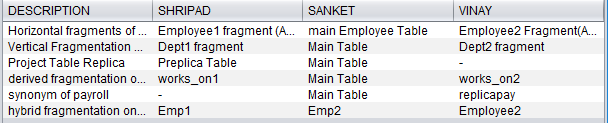 DESCRIPTION SHRIPAD SANKET VINAY
Horizontal fragments of ... Employee1 fragment (A... main Employee Table Employee2 Fragment(A...
Vertical Fragmentation ... Dept1 fragment Main Table Dept2 fragment
Project Table Replica Preplica Table Main Table -
derived fragmentation o... works_on1 Main Table works_on2
synonym of payroll - Main Table replicapay
hybrid fragmentation on... Emp1 Emp2 Employee2